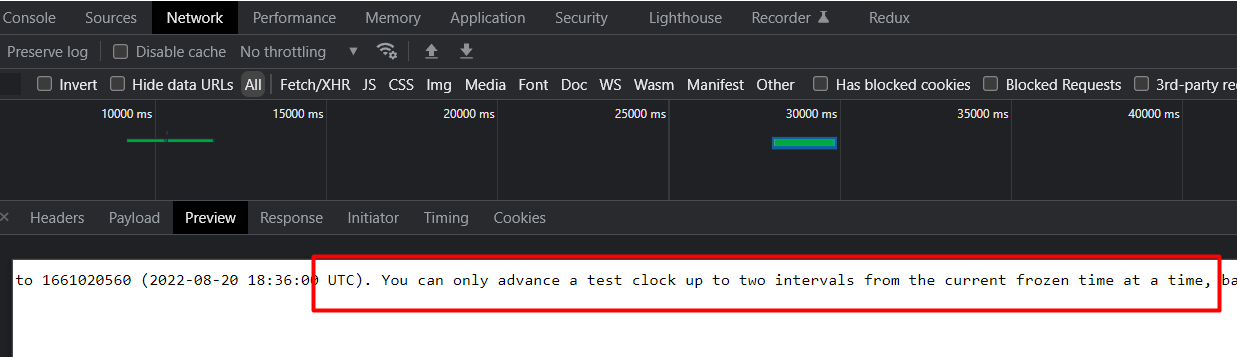 Console Sources Network Performance Memory Application Security Lighthouse Recorder Redux
Preserve log Disable cache No throttling
Invert Hide data URLs All Fetch/XHR JS CSS Img Media Font Doc WS Wasm Manifest Other Has blocked cookies Blocked Requests 3rd-party
10000 ms 15000 ms 20000 ms 25000 ms 30000 ms 35000 ms 40000 ms
Headers Payload Preview Response Initiator Timing Cookies
to 1661020560 (2022-08-20 18:36:00 UTC). You can only advance a test clock up to two intervals from the current frozen time at a time,